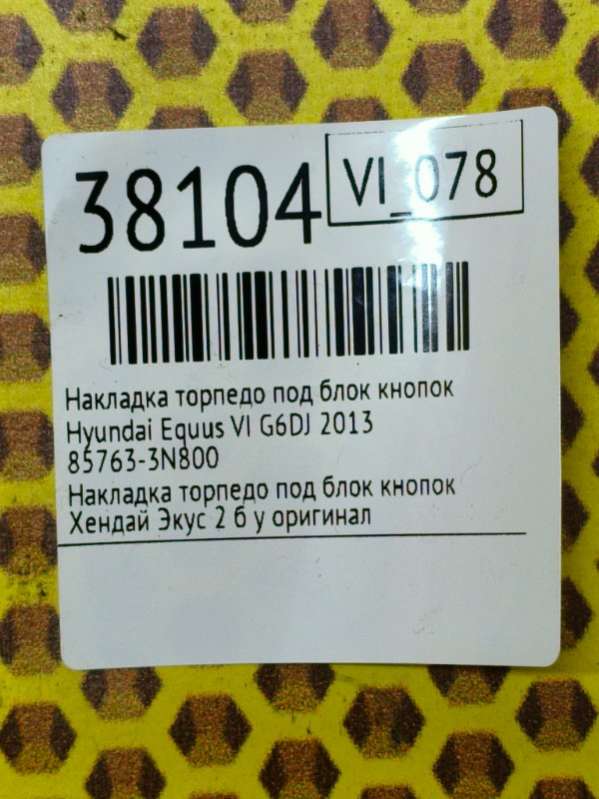 38104
VI_078
Накладка торпедо под блок кнопок
Hyundai Equus VI G6DJ 2013
85763-3N800
Накладка торпедо под блок кнопок
Хендай Экус 2 б у оригинал